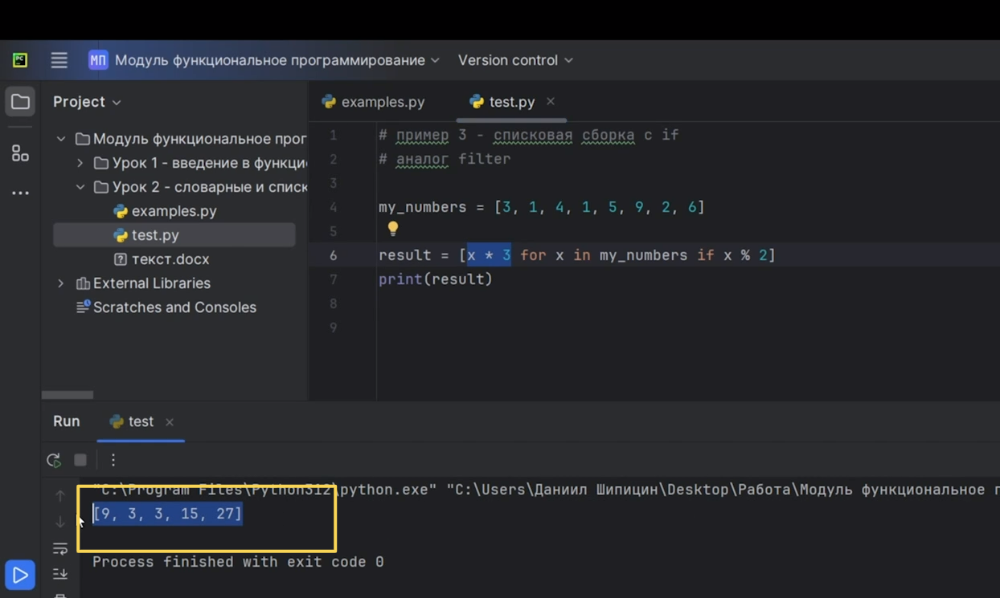 PC
МП Модуль функциональное программирование Version control
Project
Модуль функциональное прог
Урок 1 - введение в функци
Урок 2 - словарные и списк
examples.py
test.py
текст.docx
External Libraries
Scratches and Consoles
examples.py test.py
1 # пример 3 - списковая сборка с if
2 # аналог filter
3
4 my_numbers = [3, 1, 4, 1, 5, 9, 2, 6]
5
6 result = [x * 3 for x in my_numbers if x % 2]
7 print(result)
8
9
Run test
"C:\Program Files\Python312\python.exe" "C:\Users\Даниил Шипицин\Desktop\Работа\Модуль функциональное п
[9, 3, 3, 15, 27]
Process finished with exit code 0